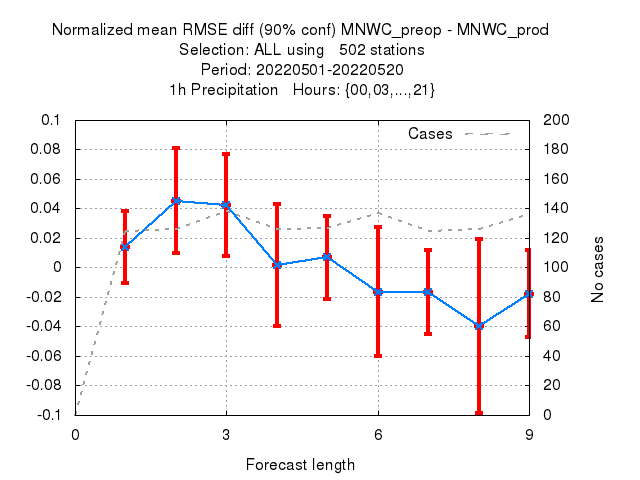 Normalized mean RMSE diff (90% conf) MNWC_preop - MNWC_prod
Selection: ALL using   502 stations
Period: 20220501-20220520
1h Precipitation   Hours: {00,03,...,21}
Cases
0.1
0.08
0.06
0.04
0.02
0
-0.02
-0.04
-0.06
-0.08
-0.1
200
180
160
140
120
100
80
60
40
20
0
No cases
0 3 6 9
Forecast length